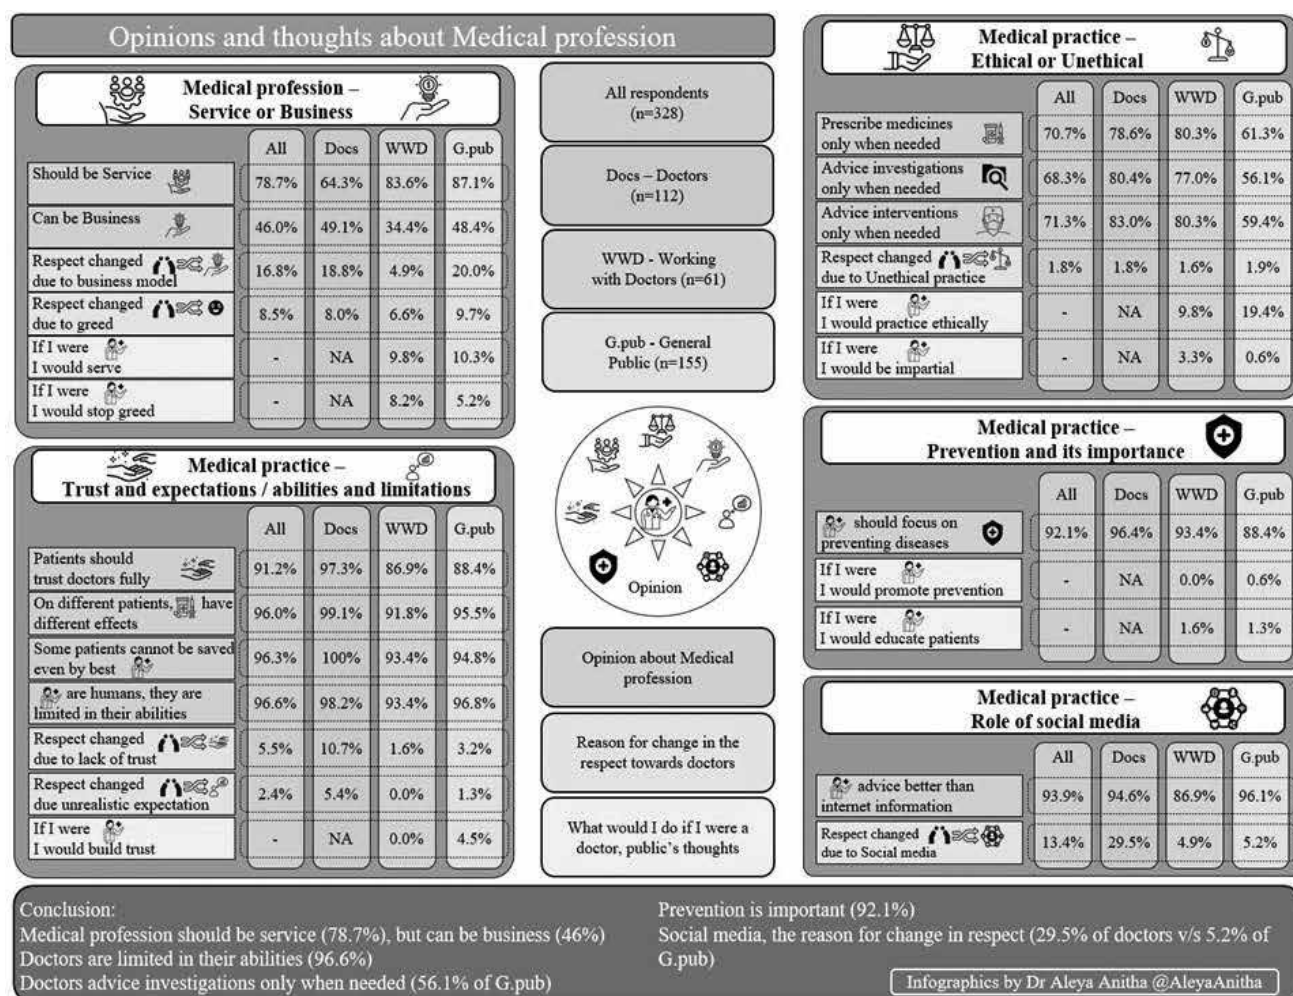 Opinions and thoughts about Medical profession
Medical profession –
Service or Business
All Docs WWD G.pub
Should be Service 78.7% 64.3% 83.6% 87.1%
Can be Business 46.0% 49.1% 34.4% 48.4%
Respect changed
due to business model 16.8% 18.8% 4.9% 20.0%
Respect changed
due to greed 8.5% 8.0% 6.6% 9.7%
If I were
I would serve - NA 9.8% 10.3%
If I were
I would stop greed - NA 8.2% 5.2%
Medical practice –
Trust and expectations / abilities and limitations
All Docs WWD G.pub
Patients should
trust doctors fully 91.2% 97.3% 86.9% 88.4%
On different patients, have
different effects 96.0% 99.1% 91.8% 95.5%
Some patients cannot be saved
even by best 96.3% 100% 93.4% 94.8%
are humans, they are
limited in their abilities 96.6% 98.2% 93.4% 96.8%
Respect changed
due to lack of trust 5.5% 10.7% 1.6% 3.2%
Respect changed
due unrealistic expectation 2.4% 5.4% 0.0% 1.3%
If I were
I would build trust - NA 0.0% 4.5%
All respondents
(n=328)
Docs – Doctors
(n=112)
WWD - Working
with Doctors (n=61)
G.pub - General
Public (n=155)
Opinion
Opinion about Medical
profession
Reason for change in the
respect towards doctors
What would I do if I were a
doctor, public's thoughts
Medical practice –
Ethical or Unethical
All Docs WWD G.pub
Prescribe medicines
only when needed 70.7% 78.6% 80.3% 61.3%
Advice investigations
only when needed 68.3% 80.4% 77.0% 56.1%
Advice interventions
only when needed 71.3% 83.0% 80.3% 59.4%
Respect changed
due to Unethical practice 1.8% 1.8% 1.6% 1.9%
If I were
I would practice ethically - NA 9.8% 19.4%
If I were
I would be impartial - NA 3.3% 0.6%
Medical practice –
Prevention and its importance
All Docs WWD G.pub
should focus on
preventing diseases 92.1% 96.4% 93.4% 88.4%
If I were
I would promote prevention - NA 0.0% 0.6%
If I were
I would educate patients - NA 1.6% 1.3%
Medical practice –
Role of social media
All Docs WWD G.pub
advice better than
internet information 93.9% 94.6% 86.9% 96.1%
Respect changed
due to Social media 13.4% 29.5% 4.9% 5.2%
Conclusion:
Medical profession should be service (78.7%), but can be business (46%)
Doctors are limited in their abilities (96.6%)
Doctors advice investigations only when needed (56.1% of G.pub)
Prevention is important (92.1%)
Social media, the reason for change in respect (29.5% of doctors v/s 5.2% of
G.pub)
Infographics by Dr Aleya Anitha @AleyaAnitha